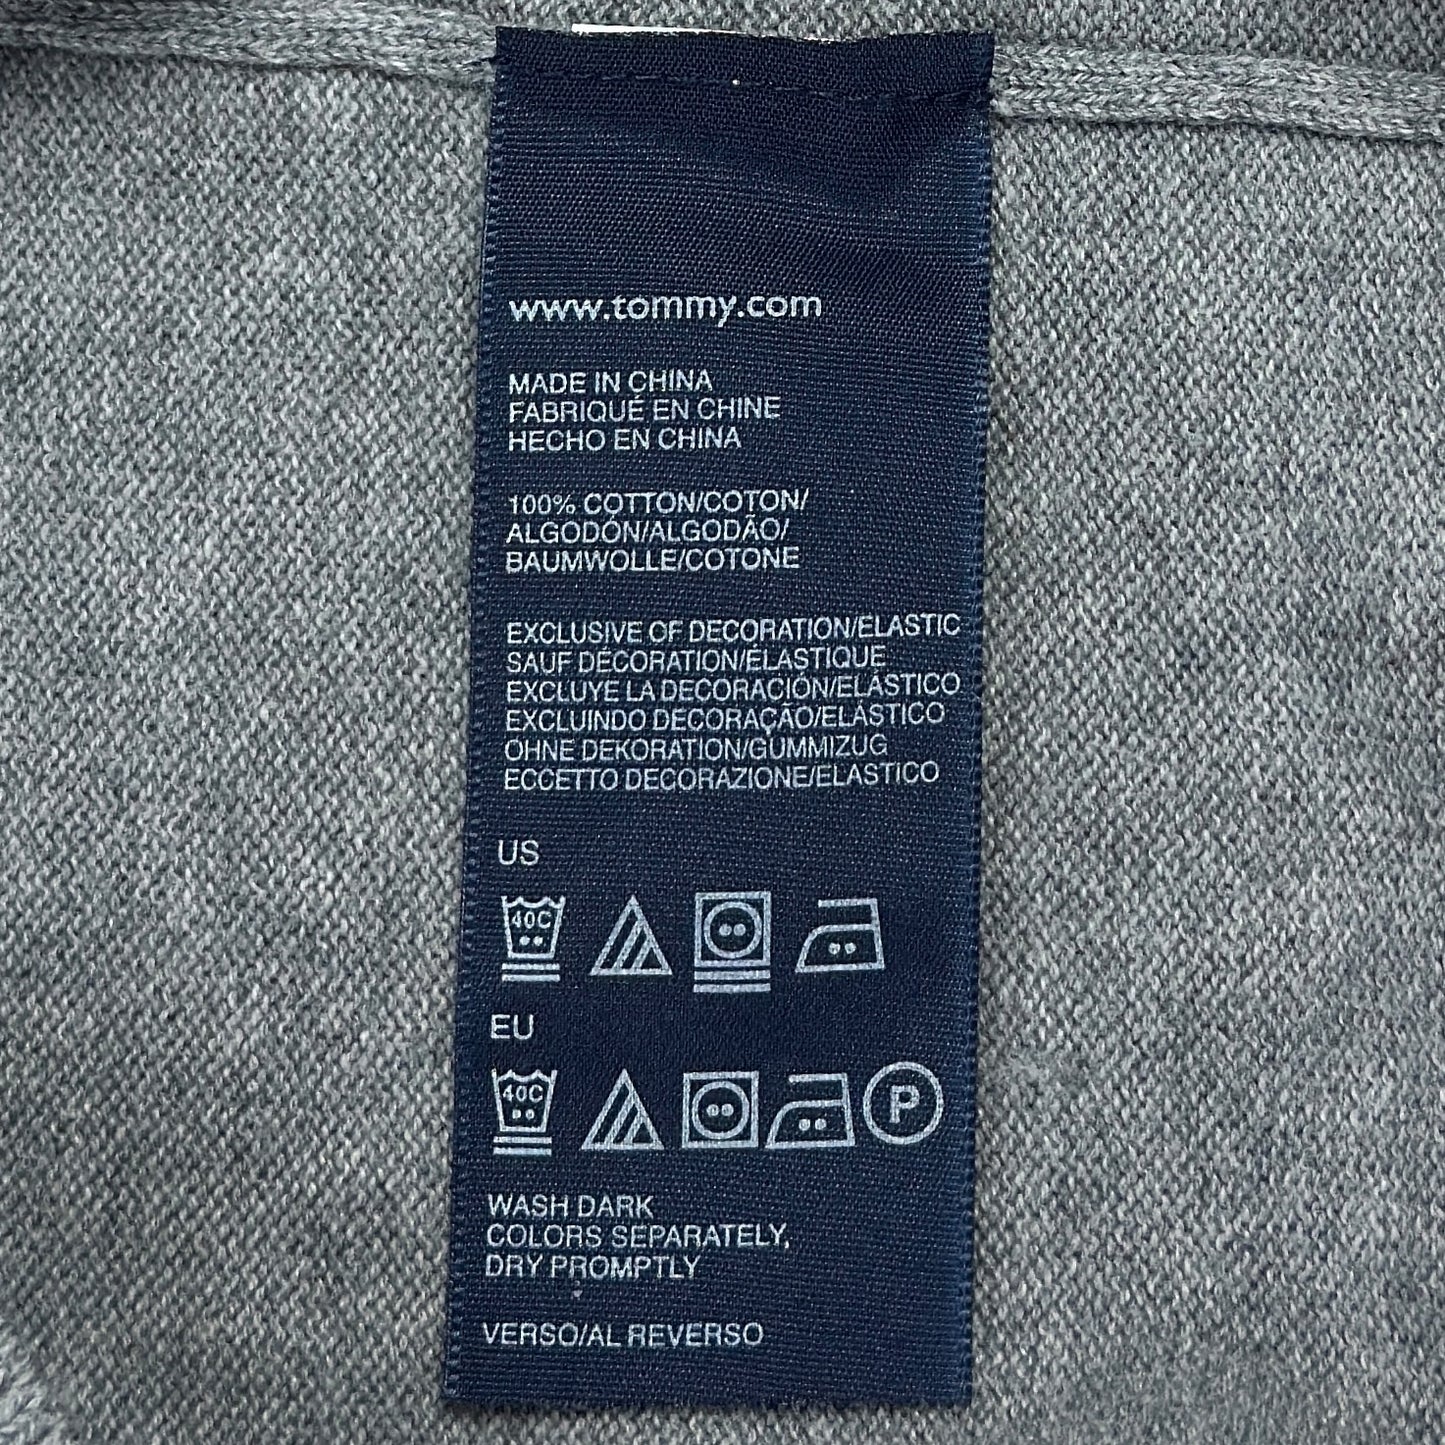 www.tommy.com
MADE IN CHINA
FABRIQUÉ EN CHINE
HECHO EN CHINA
100% COTTON/COTON/
ALGODÓN/ALGODÃO/
BAUMWOLLE/COTONE
EXCLUSIVE OF DECORATION/ELASTIC
SAUF DÉCORATION/ÉLASTIQUE
EXCLUYE LA DECORACIÓN/ELÁSTICO
EXCLUINDO DECORAÇÃO/ELÁSTICO
OHNE DEKORATION/GUMMIZUG
ECCETTO DECORAZIONE/ELASTICO
US
40C
EU
40C P
WASH DARK
COLORS SEPARATELY,
DRY PROMPTLY
VERSO/AL REVERSO